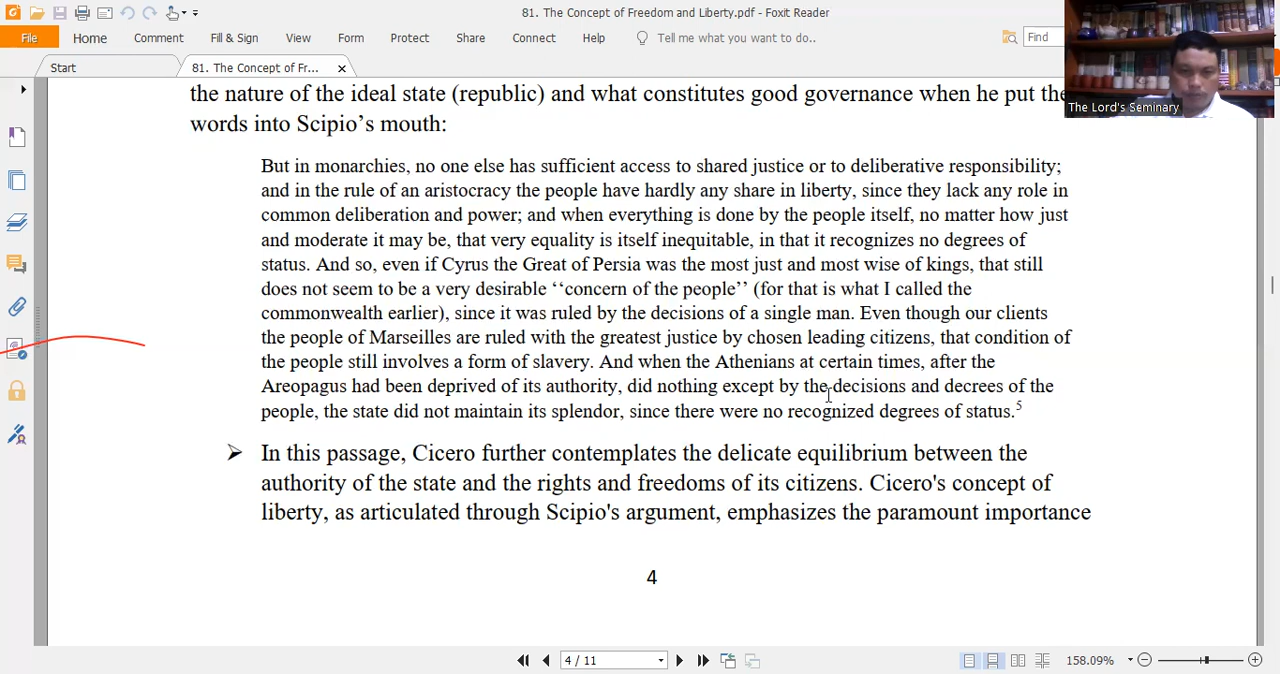 81. The Concept of Freedom and Liberty.pdf - Foxit Reader
File Home Comment Fill & Sign View Form Protect Share Connect Help Tell me what you want to do... Find
Start 81. The Concept of Fr...
The Lord's Seminary
the nature of the ideal state (republic) and what constitutes good governance when he put the
words into Scipio’s mouth:
But in monarchies, no one else has sufficient access to shared justice or to deliberative responsibility;
and in the rule of an aristocracy the people have hardly any share in liberty, since they lack any role in
common deliberation and power; and when everything is done by the people itself, no matter how just
and moderate it may be, that very equality is itself inequitable, in that it recognizes no degrees of
status. And so, even if Cyrus the Great of Persia was the most just and most wise of kings, that still
does not seem to be a very desirable ‘‘concern of the people’’ (for that is what I called the
commonwealth earlier), since it was ruled by the decisions of a single man. Even though our clients
the people of Marseilles are ruled with the greatest justice by chosen leading citizens, that condition of
the people still involves a form of slavery. And when the Athenians at certain times, after the
Areopagus had been deprived of its authority, did nothing except by the decisions and decrees of the
people, the state did not maintain its splendor, since there were no recognized degrees of status.5
➢ In this passage, Cicero further contemplates the delicate equilibrium between the
authority of the state and the rights and freedoms of its citizens. Cicero's concept of
liberty, as articulated through Scipio's argument, emphasizes the paramount importance
4
4 / 11 158.09%